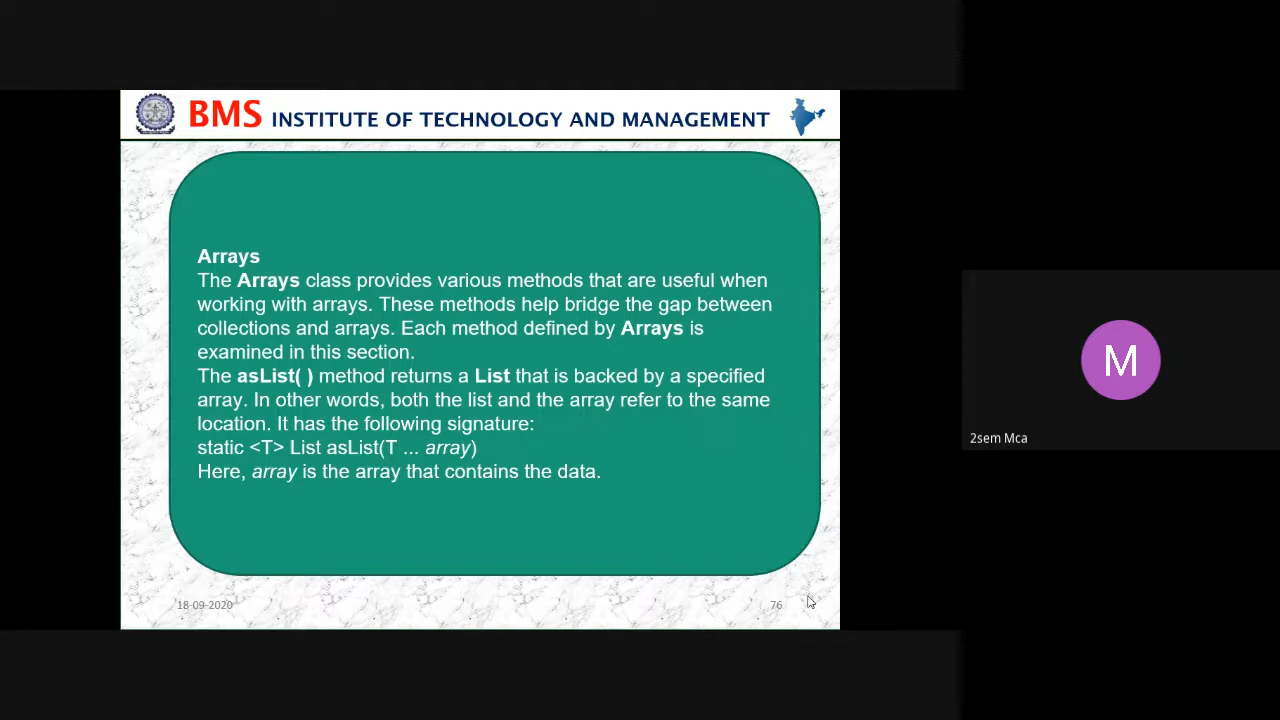 BMS INSTITUTE OF TECHNOLOGY AND MANAGEMENT
Arrays
The Arrays class provides various methods that are useful when
working with arrays. These methods help bridge the gap between
collections and arrays. Each method defined by Arrays is
examined in this section.
The asList( ) method returns a List that is backed by a specified
array. In other words, both the list and the array refer to the same
location. It has the following signature:
static <T> List asList(T ... array)
Here, array is the array that contains the data.
18-09-2020
76
M
2sem Mca